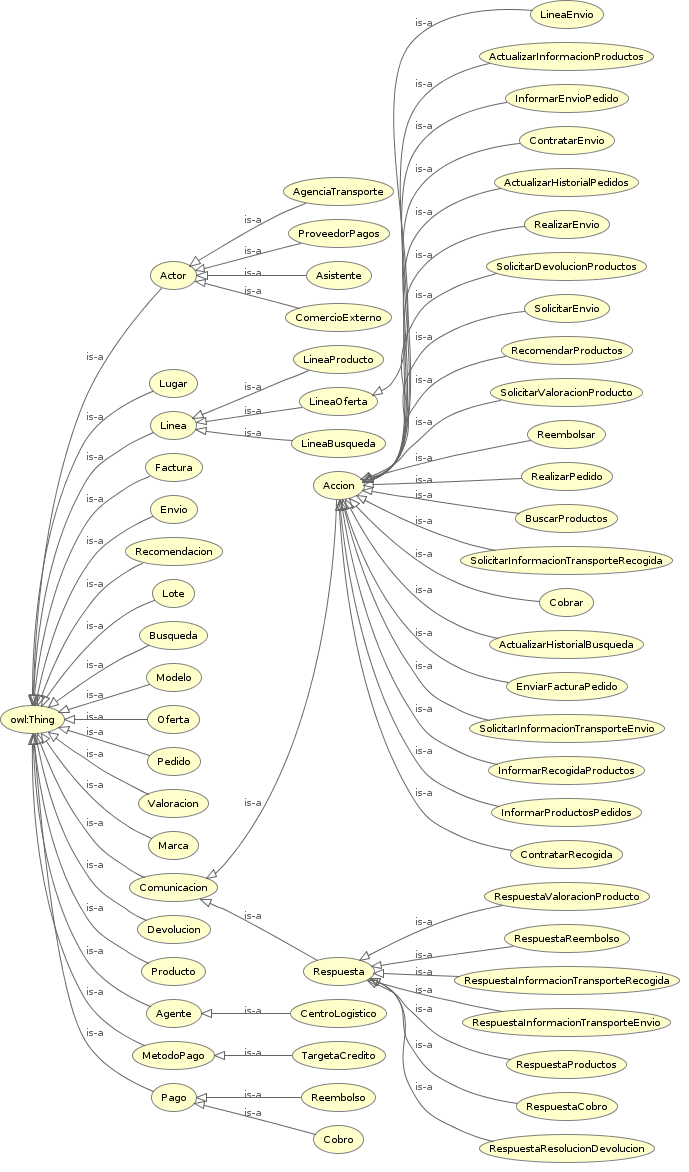 LineaEnvio
is-a
ActualizarInformacionProductos
is-a
InformarEnvioPedido
is-a
ContratarEnvio
is-a
AgenciaTransporte
ActualizarHistorialPedidos
is-a
is-a
ProveedorPagos
RealizarEnvio
is-a
is-a
Actor
Asistente
SolicitarDevolucionProductos
is-a
is-a
is-a
ComercioExterno
SolicitarEnvio
is-a
is-a
LineaProducto
RecomendarProductos
Lugar
is-a
is-a
LineaOferta
SolicitarValoracionProducto
is-a
is-a
is-a
Linea
LineaBusqueda
Reembolsar
is-a
is-a
is-a
Factura
Accion
RealizarPedido
is-a
is-a
Envio
BuscarProductos
is-a
is-a
Recomendacion
SolicitarInformacionTransporteRecogida
is-a
is-a
Lote
Cobrar
is-a
is-a
Busqueda
ActualizarHistorialBusqueda
is-a
is-a
Modelo
EnviarFacturaPedido
is-a
is-a
owl:Thing
Oferta
SolicitarInformacionTransporteEnvio
is-a
is-a
is-a
Pedido
InformarRecogidaProductos
is-a
is-a
Valoracion
InformarProductosPedidos
is-a
is-a
Marca
ContratarRecogida
is-a
Comunicacion
RespuestaValoracionProducto
is-a
is-a
is-a
Devolucion
RespuestaReembolso
is-a
Producto
Respuesta
RespuestaInformacionTransporteRecogida
is-a
is-a
is-a
Agente
CentroLogistico
is-a
RespuestaInformacionTransporteEnvio
is-a
is-a
MetodoPago
TargetaCredito
is-a
RespuestaProductos
is-a
is-a
Pago
Reembolso
is-a
RespuestaCobro
is-a
is-a
Cobro
RespuestaResolucionDevolucion